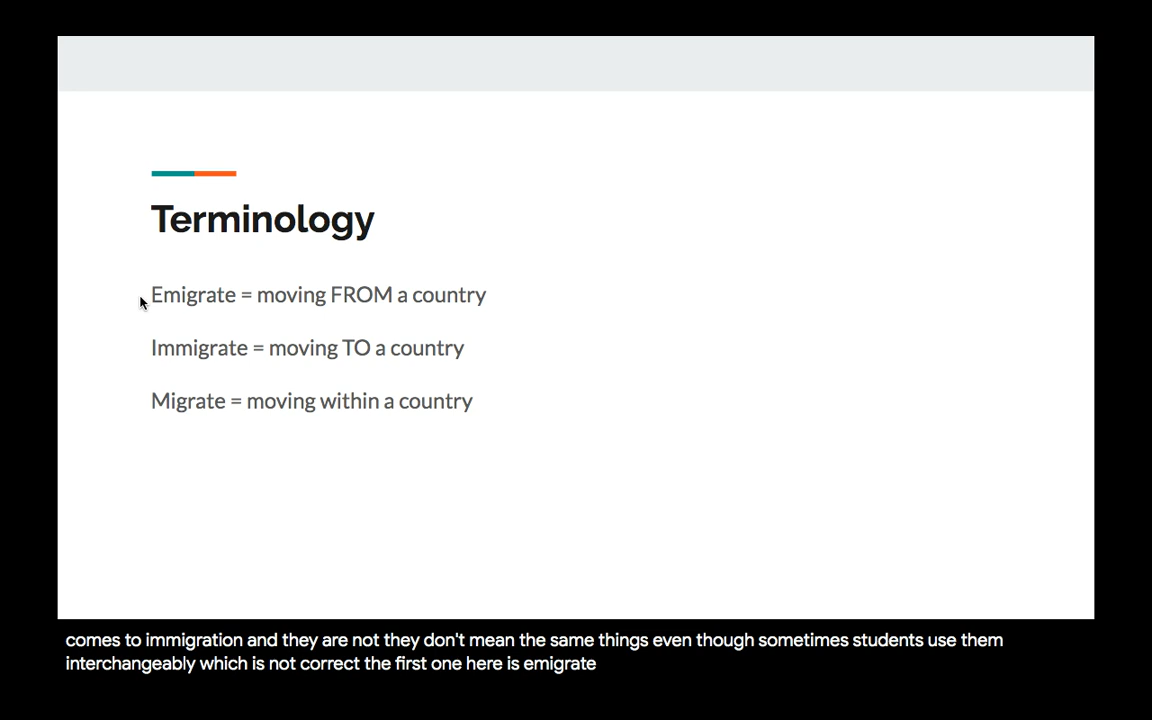 Terminology
Emigrate = moving FROM a country
Immigrate = moving TO a country
Migrate = moving within a country
comes to immigration and they are not they don't mean the same things even though sometimes students use them
interchangeably which is not correct the first one here is emigrate